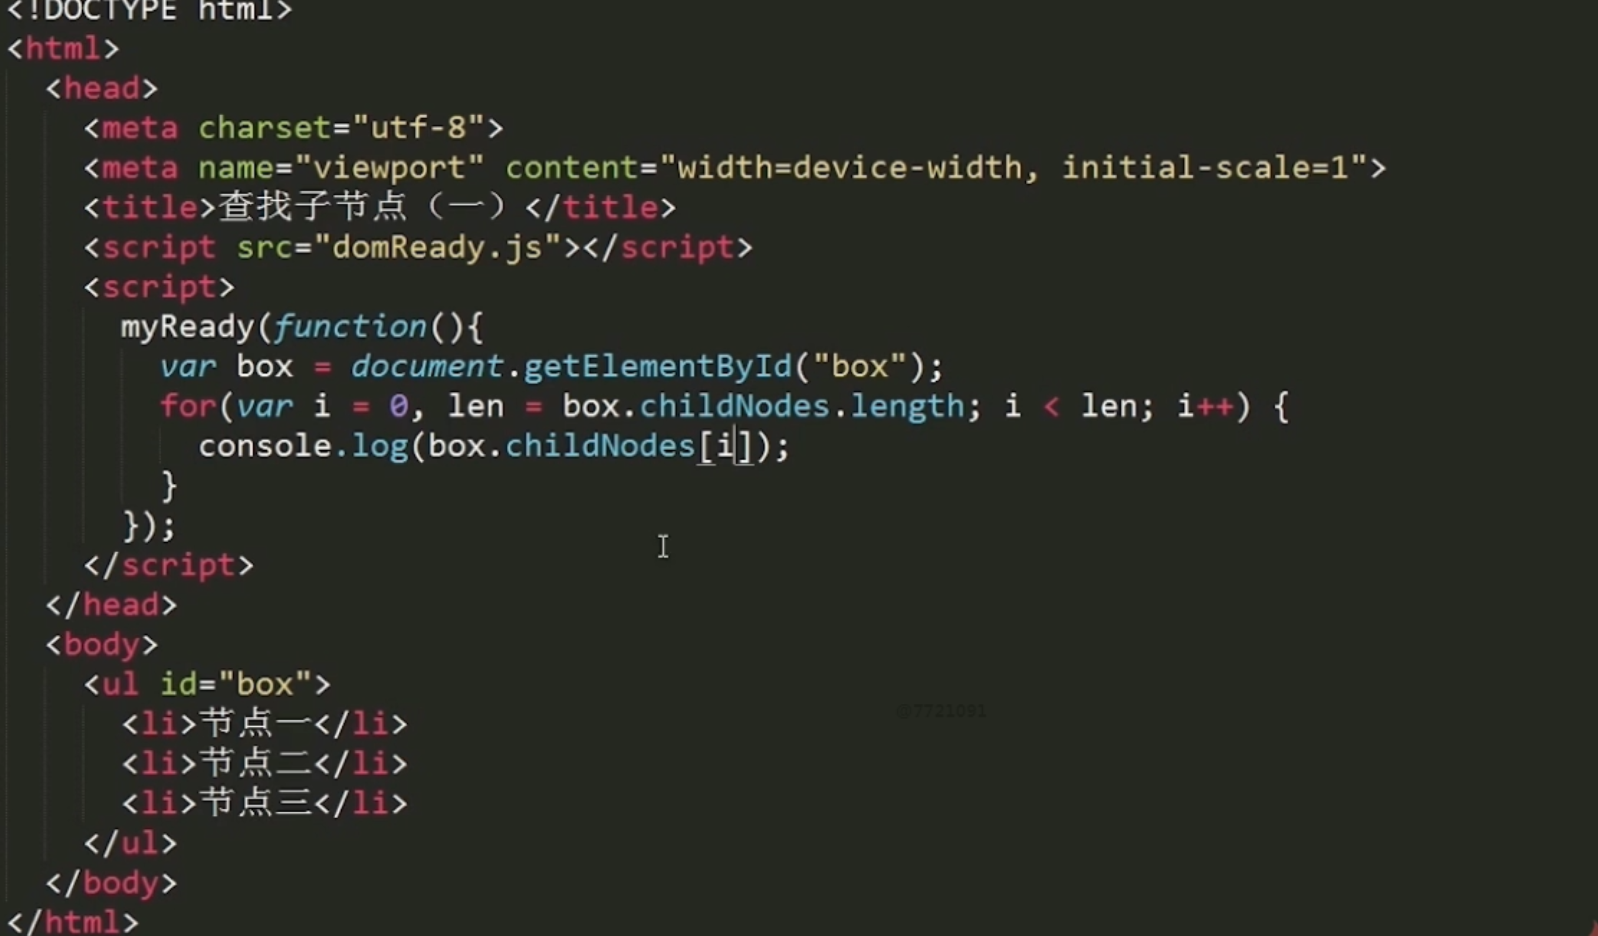 <!DOCTYPE html>
<html>
<head>
<meta charset="utf-8">
<meta name="viewport" content="width=device-width, initial-scale=1">
<title>查找子节点（一）</title>
<script src="domReady.js"></script>
<script>
myReady(function(){
var box = document.getElementById("box");
for(var i = 0, len = box.childNodes.length; i < len; i++) {
console.log(box.childNodes[i]);
}
});
</script>
</head>
<body>
<ul id="box">
<li>节点一</li>
<li>节点二</li>
<li>节点三</li>
</ul>
</body>
</html>
@7721091